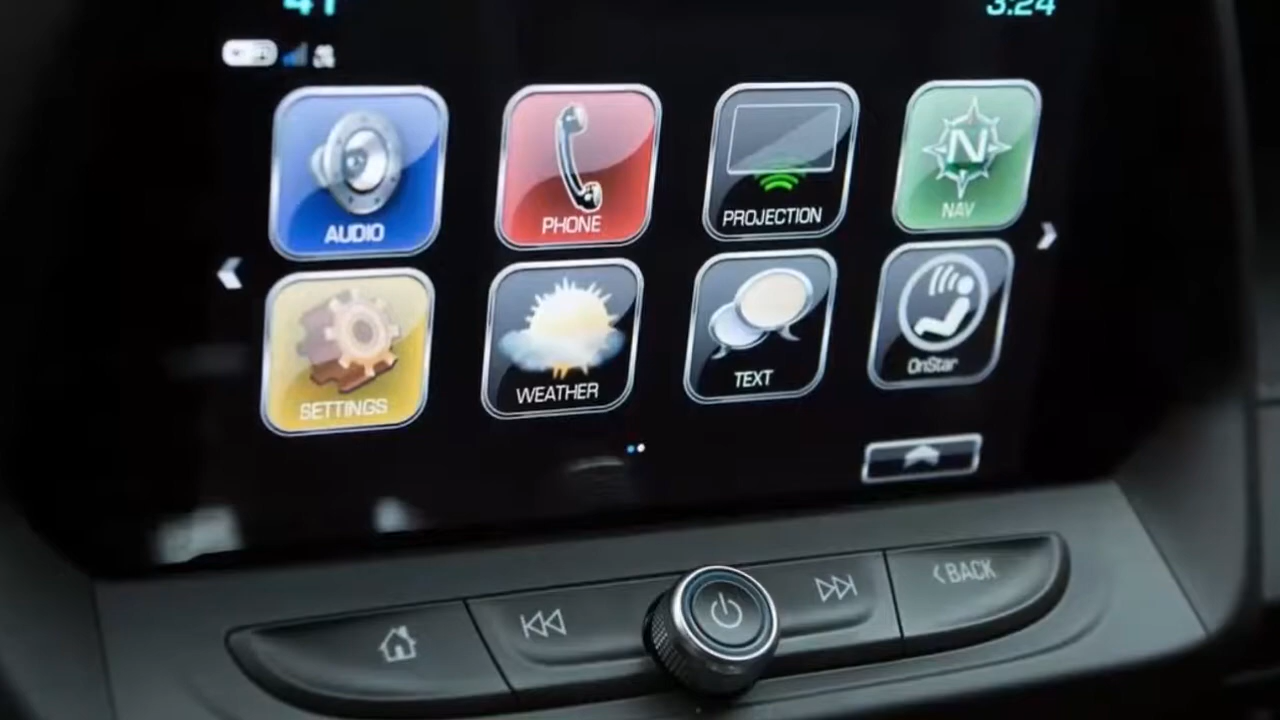 41
3:24
AUDIO
PHONE
PROJECTION
N
NAV
SETTINGS
WEATHER
TEXT
OnStar
BACK